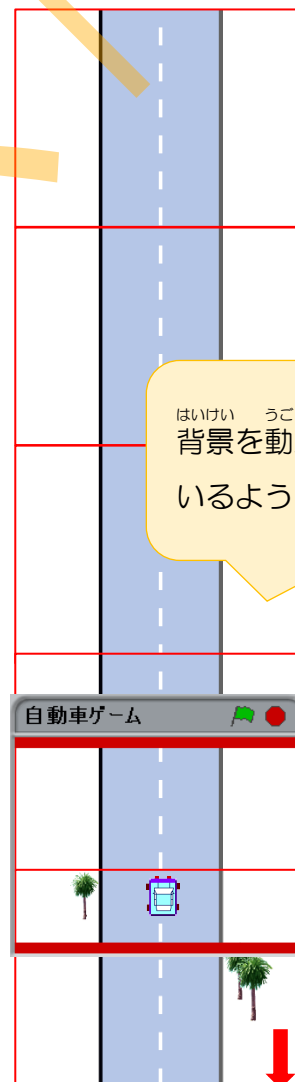 はいけい うご
背景を動
いるよう
自動車ゲーム